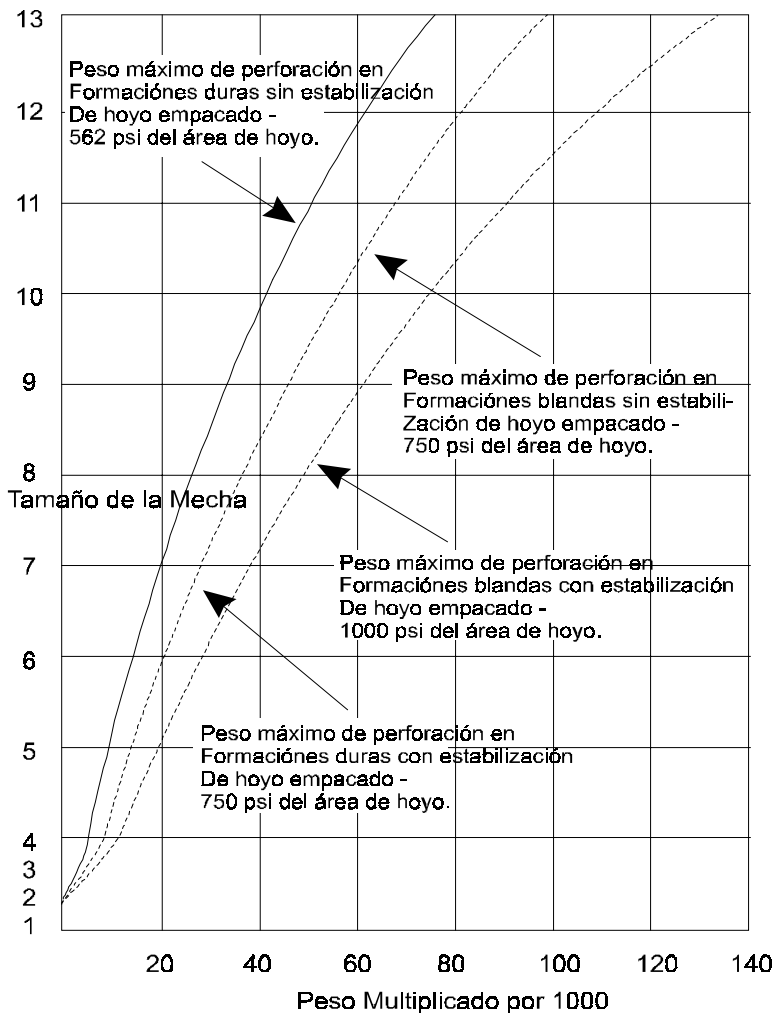 13
Peso máximo de perforación en
Formaciónes duras sin estabilización
De hoyo empacado -
562 psi del área de hoyo.
12
11
10
9
Peso máximo de perforación en
Formaciónes blandas sin estabili-
Zación de hoyo empacado -
750 psi del área de hoyo.
8
Tamaño de la Mecha
7
Peso máximo de perforación en
Formaciónes blandas con estabilización
De hoyo empacado -
1000 psi del área de hoyo.
6
5
Peso máximo de perforación en
Formaciónes duras con estabilización
De hoyo empacado -
750 psi del área de hoyo.
4
3
2
1
20 40 60 80 100 120 140
Peso Multiplicado por 1000